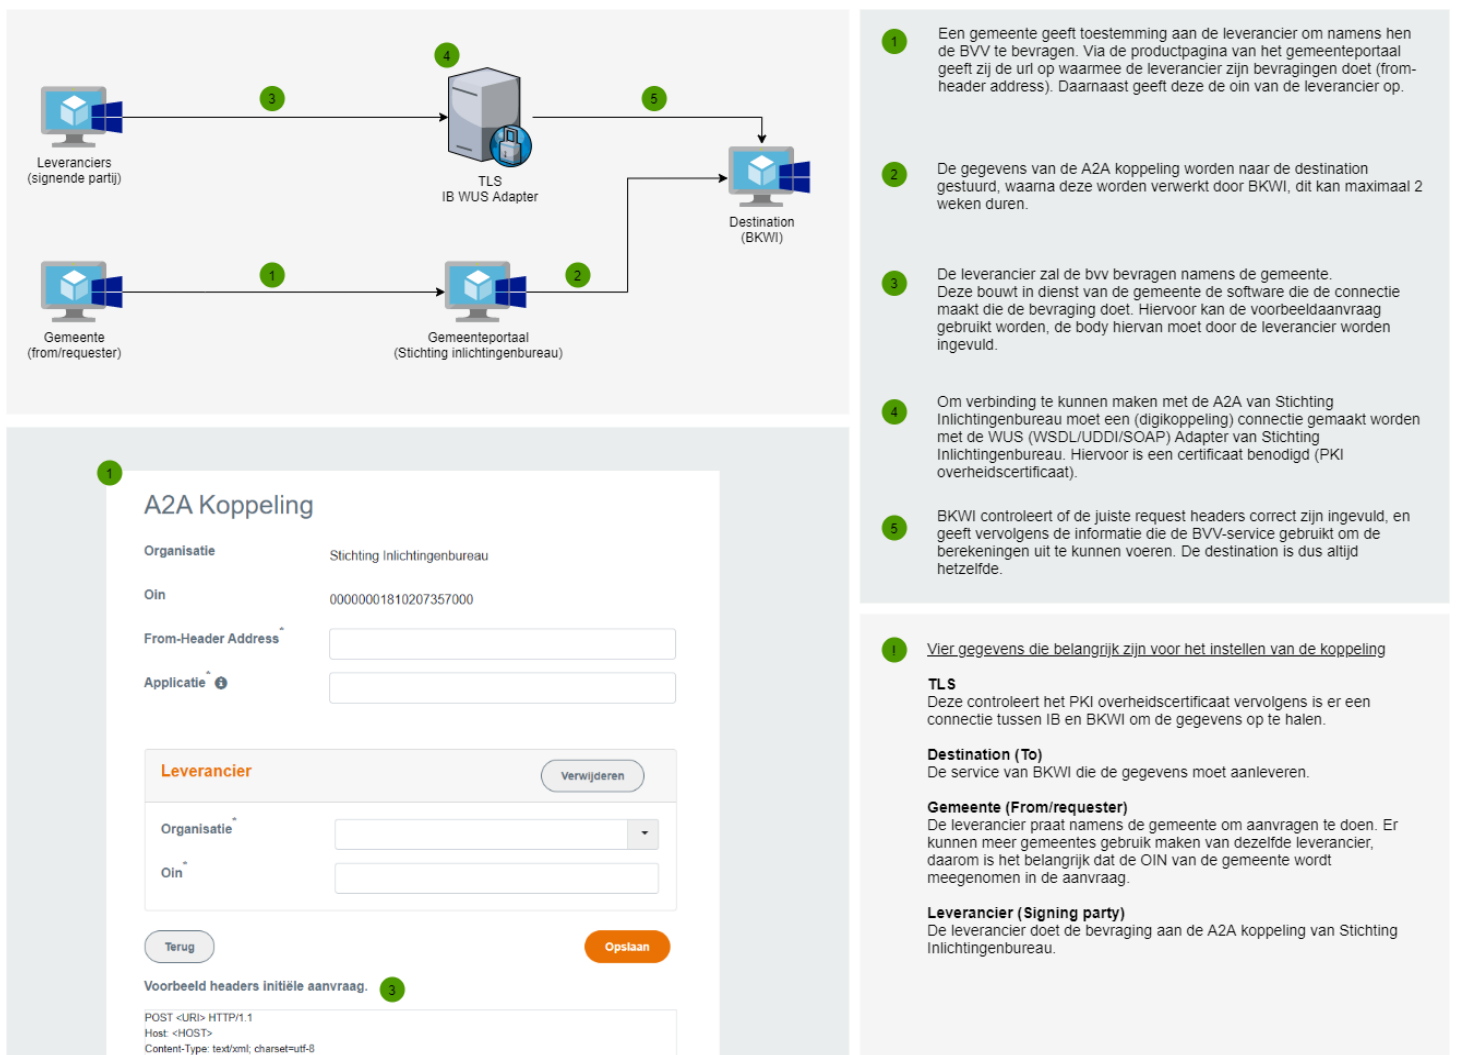 4
3
5
Leveranciers
(signende partij)
TLS
IB WUS Adapter
Destination
(BKWI)
1
2
Gemeente
(from/requester)
Gemeenteportaal
(Stichting inlichtingenbureau)
1
A2A Koppeling
Organisatie
Stichting Inlichtingenbureau
Oin
00000001810207357000
From-Header Address*
Applicatie* i
Leverancier
Verwijderen
Organisatie*
Oin*
Terug
Opslaan
Voorbeeld headers initiële aanvraag.
3
POST <URI> HTTP/1.1
Host: <HOST>
Content-Type: text/xml; charset=utf-8
1
Een gemeente geeft toestemming aan de leverancier om namens hen
de BVV te bevragen. Via de productpagina van het gemeenteportaal
geeft zij de url op waarmee de leverancier zijn bevragingen doet (from-
header address). Daarnaast geeft deze de oin van de leverancier op.
2
De gegevens van de A2A koppeling worden naar de destination
gestuurd, waarna deze worden verwerkt door BKWI, dit kan maximaal 2
weken duren.
3
De leverancier zal de bvv bevragen namens de gemeente.
Deze bouwt in dienst van de gemeente de software die de connectie
maakt die de bevraging doet. Hiervoor kan de voorbeeldaanvraag
gebruikt worden, de body hiervan moet door de leverancier worden
ingevuld.
4
Om verbinding te kunnen maken met de A2A van Stichting
Inlichtingenbureau moet een (digikoppeling) connectie gemaakt worden
met de WUS (WSDL/UDDI/SOAP) Adapter van Stichting
Inlichtingenbureau. Hiervoor is een certificaat benodigd (PKI
overheidscertificaat).
5
BKWI controleert of de juiste request headers correct zijn ingevuld, en
geeft vervolgens de informatie die de BVV-service gebruikt om de
berekeningen uit te kunnen voeren. De destination is dus altijd
hetzelfde.
!
Vier gegevens die belangrijk zijn voor het instellen van de koppeling
TLS
Deze controleert het PKI overheidscertificaat vervolgens is er een
connectie tussen IB en BKWI om de gegevens op te halen.
Destination (To)
De service van BKWI die de gegevens moet aanleveren.
Gemeente (From/requester)
De leverancier praat namens de gemeente om aanvragen te doen. Er
kunnen meer gemeentes gebruik maken van dezelfde leverancier,
daarom is het belangrijk dat de OIN van de gemeente wordt
meegenomen in de aanvraag.
Leverancier (Signing party)
De leverancier doet de bevraging aan de A2A koppeling van Stichting
Inlichtingenbureau.